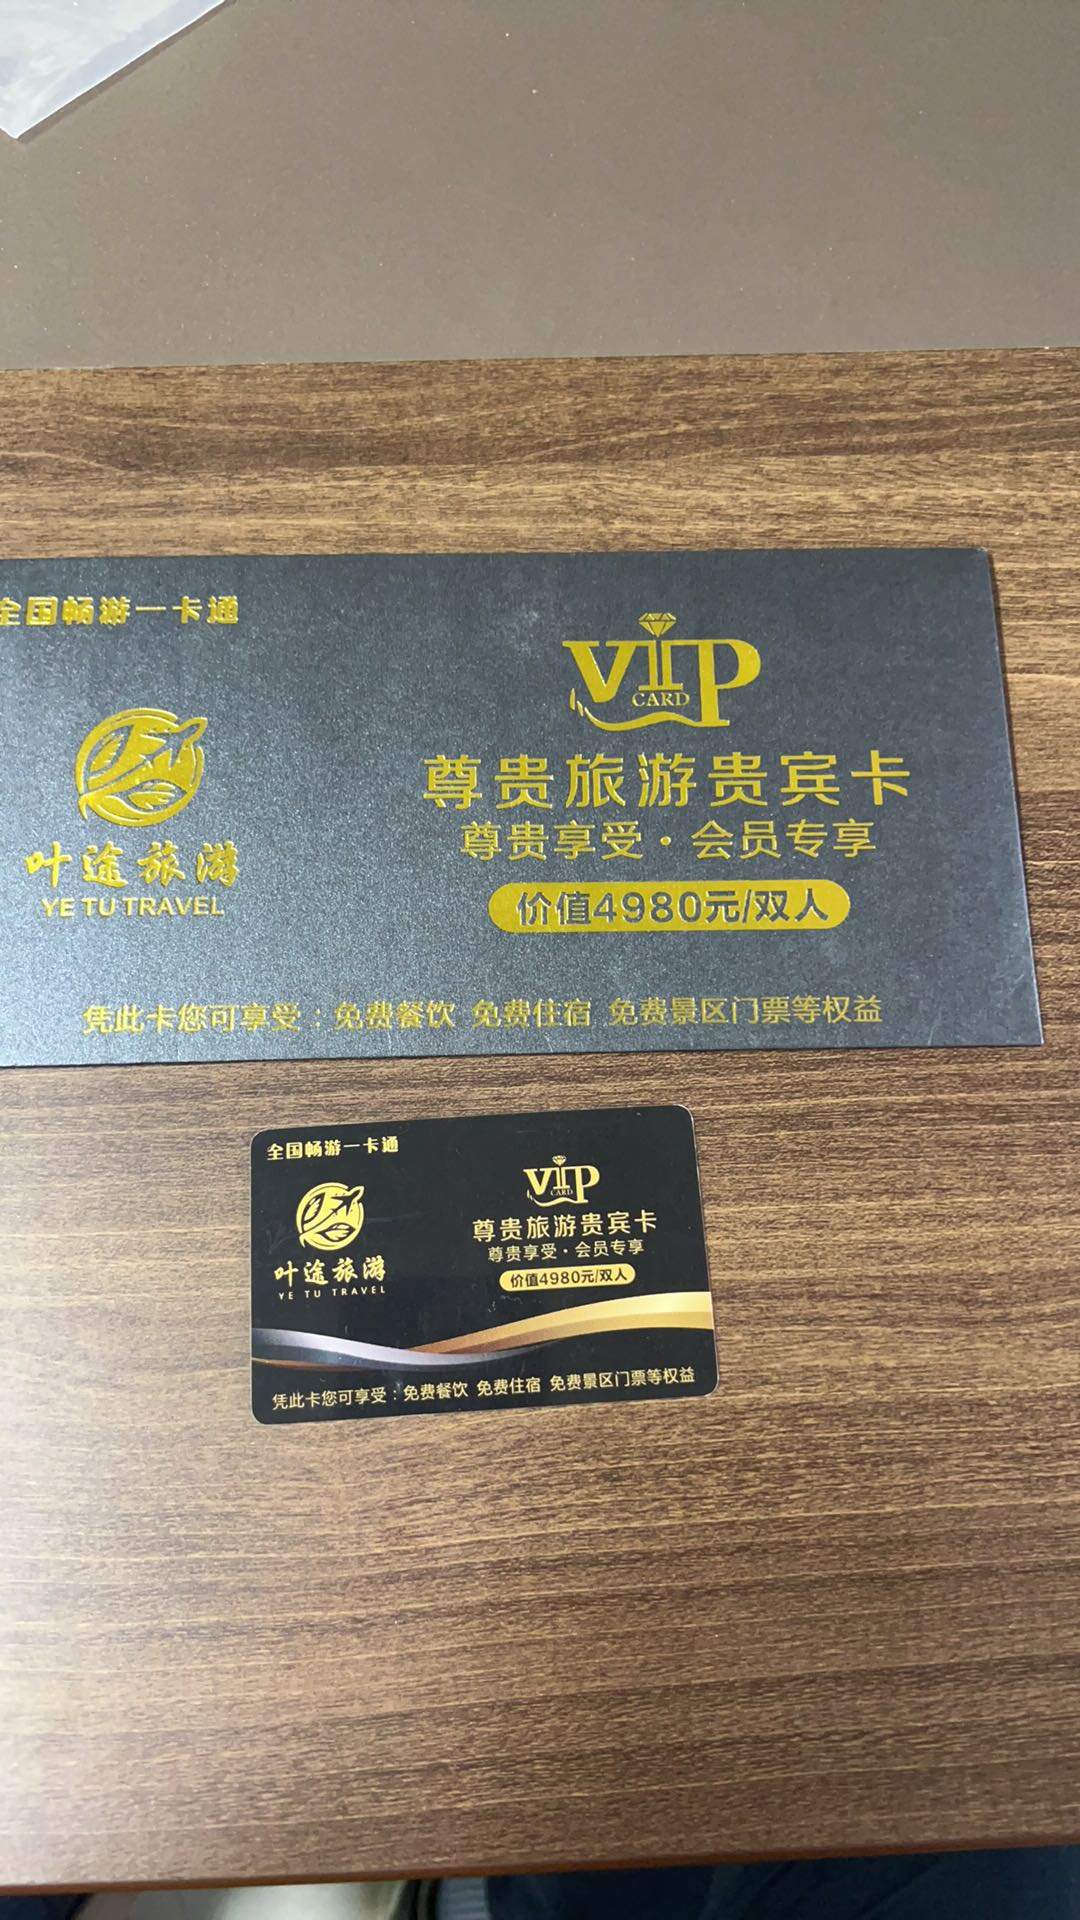 全国畅游一卡通
VIP
CARD
尊贵旅游贵宾卡
尊贵享受·会员专享
价值4980元/双人
叶途旅游
YE TU TRAVEL
凭此卡您可享受：免费餐饮 免费住宿 免费景区门票等权益
全国畅游一卡通
VIP
CARD
尊贵旅游贵宾卡
尊贵享受·会员专享
价值4980元/双人
叶途旅游
YE TU TRAVEL
凭此卡您可享受：免费餐饮 免费住宿 免费景区门票等权益